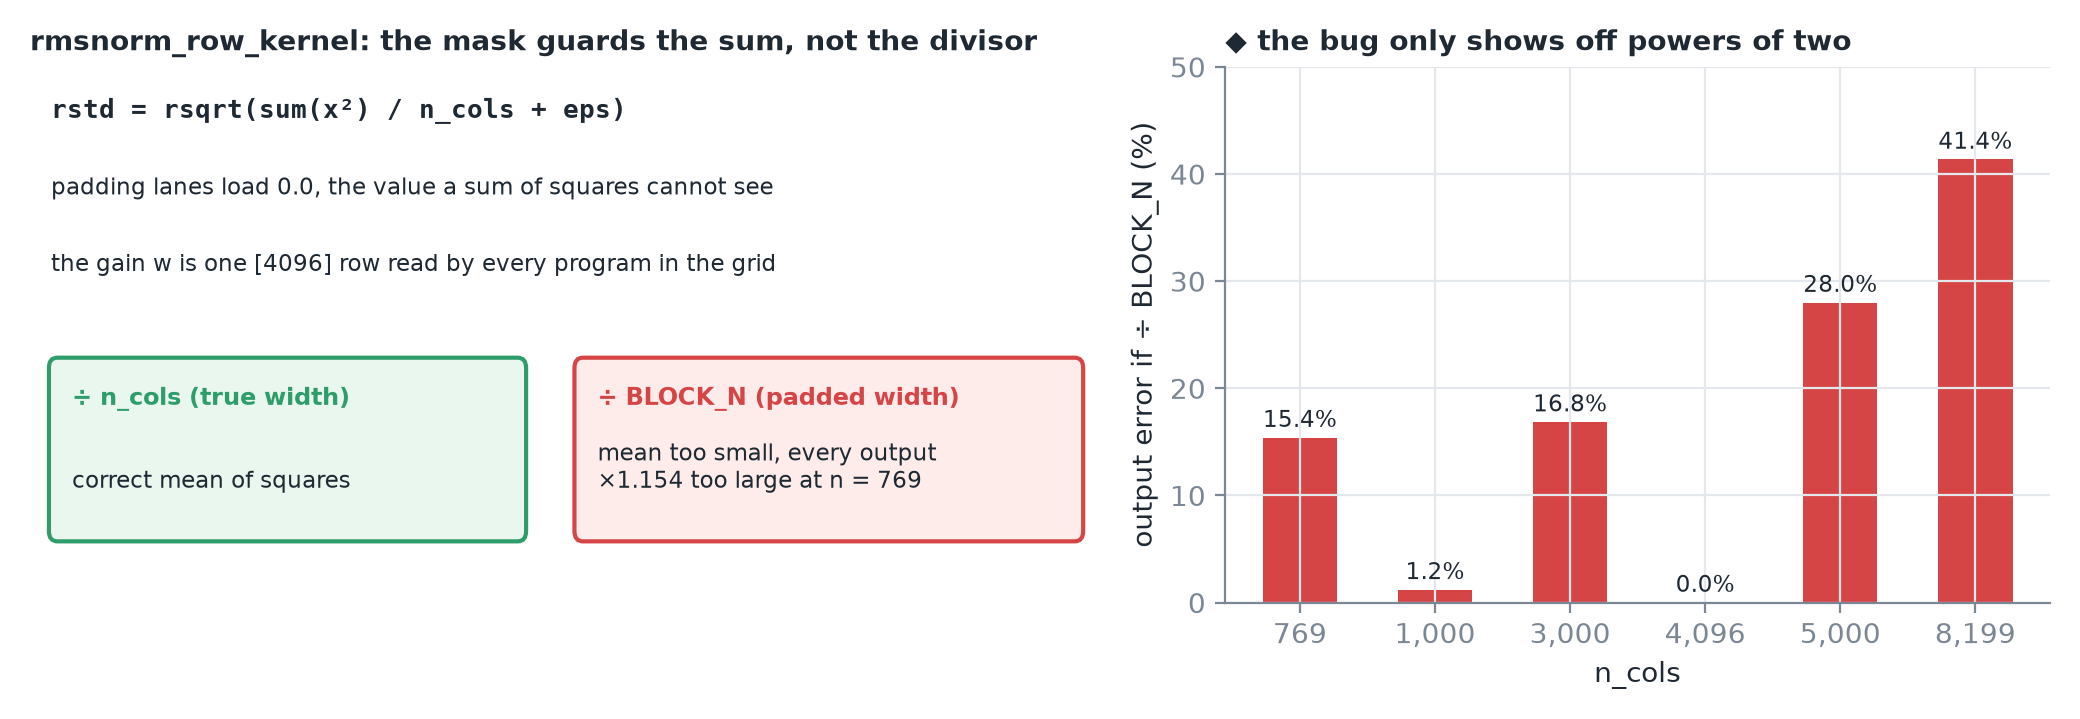 rmsnorm_row_kernel: the mask guards the sum, not the divisor
rstd = rsqrt(sum(x²) / n_cols + eps)
padding lanes load 0.0, the value a sum of squares cannot see
the gain w is one [4096] row read by every program in the grid
÷ n_cols (true width)
correct mean of squares
÷ BLOCK_N (padded width)
mean too small, every output
×1.154 too large at n = 769
◆ the bug only shows off powers of two
output error if ÷ BLOCK_N (%)
50
40
30
20
10
0
15.4%
1.2%
16.8%
0.0%
28.0%
41.4%
769
1,000
3,000
4,096
5,000
8,199
n_cols